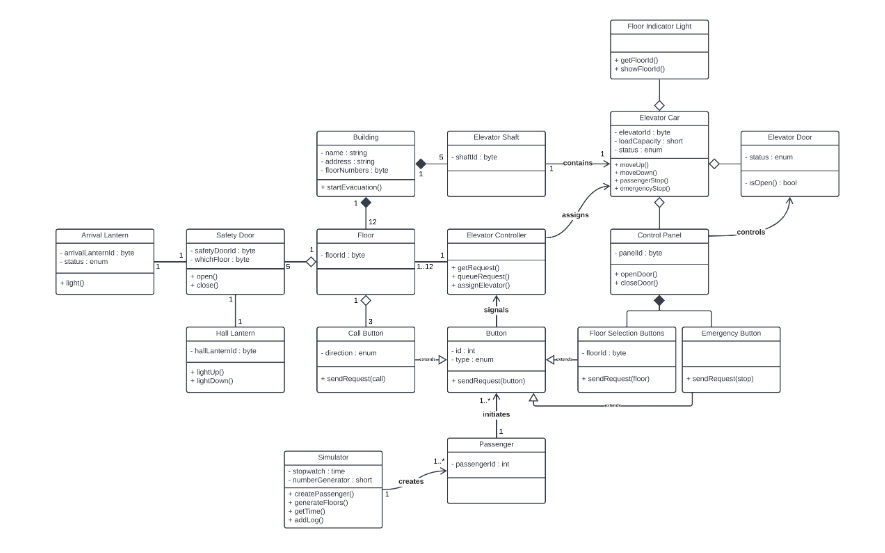 Floor Indicator Light
+ getFloorId()
+ showFloorId()
Elevator Car
- elevatorId : byte
- loadCapacity : short
- status : enum
+ moveUp()
+ moveDown()
+ passengerStop()
+ emergencyStop()
Building
- name : string
- address : string
- floorNumbers : byte
+ startEvacuation()
1
5
Elevator Shaft
- shaftId : byte
1
contains
1
Elevator Door
- status : enum
- isOpen() : bool
1
12
assigns
controls
Arrival Lantern
- arrivalLanternId : byte
- status : enum
+ light()
1
1
Safety Door
- safetyDoorId : byte
- whichFloor : byte
+ open()
+ close()
5
1
Floor
- floorId : byte
1..12
1
Elevator Controller
+ getRequest()
+ queueRequest()
+ assignElevator()
Control Panel
- panelId : byte
+ openDoor()
+ closeDoor()
1
1
1
3
signals
Hall Lantern
- hallLanternId : byte
+ lightUp()
+ lightDown()
Call Button
- direction : enum
+ sendRequest(call)
extends
Button
- id : int
- type : enum
+ sendRequest(button)
extends
Floor Selection Buttons
- floorId : byte
+ sendRequest(floor)
Emergency Button
+ sendRequest(stop)
extends
1..*
initiates
1
Passenger
- passengerId : int
1..*
creates
1
Simulator
- stopwatch : time
- numberGenerator : short
+ createPassenger()
+ generateFloors()
+ getTime()
+ addLog()